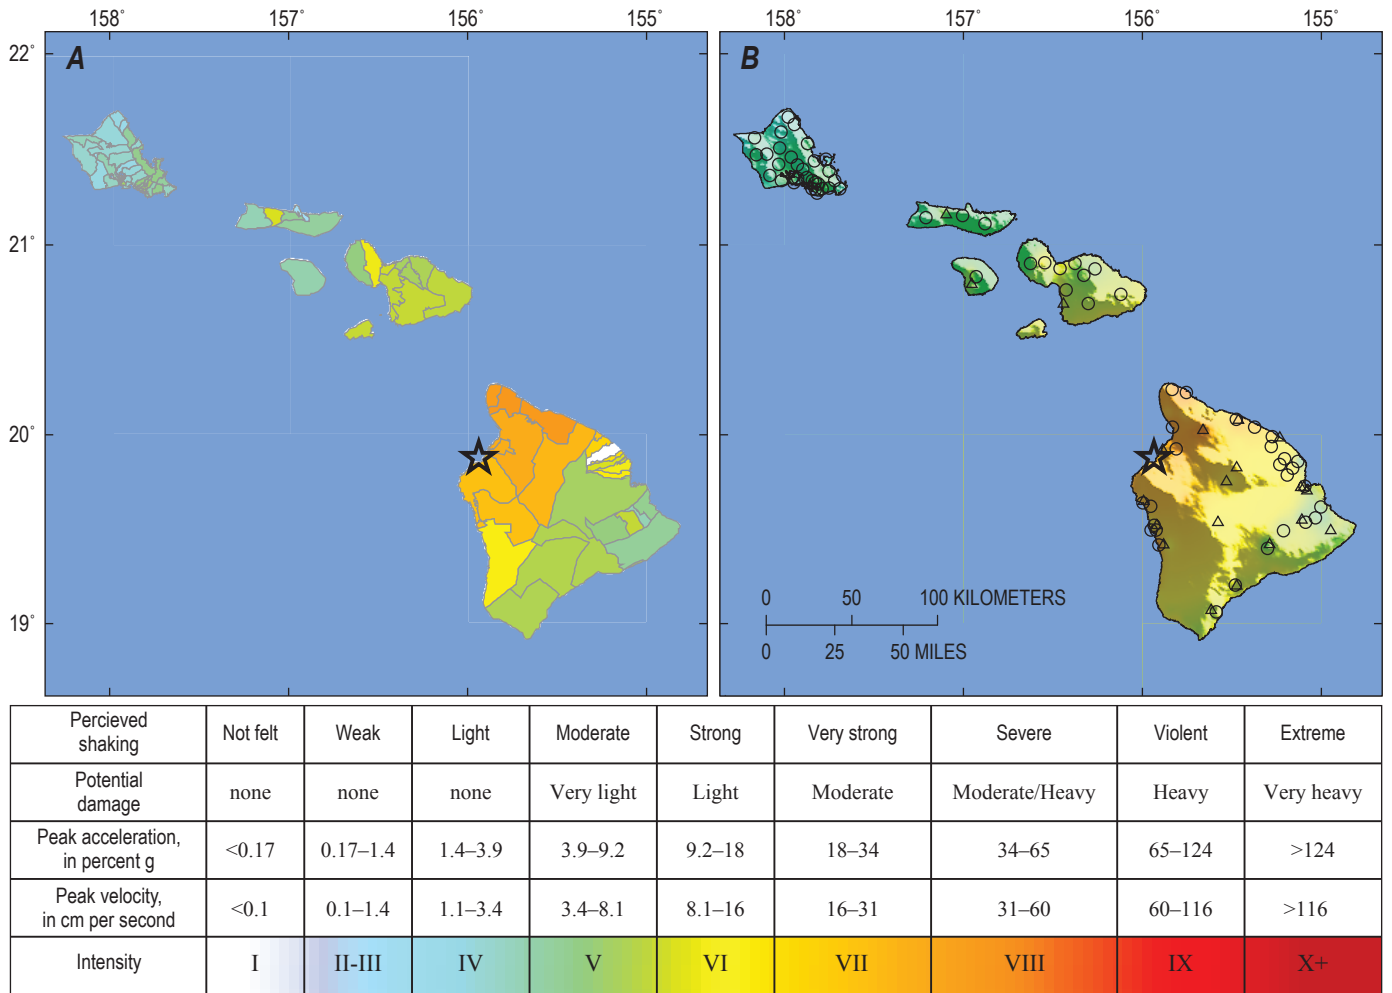 158˚ 157˚ 156˚ 155˚ 158˚ 157˚ 156˚ 155˚
22˚
A
B
21˚
20˚
19˚
0 50 100 KILOMETERS
0 25 50 MILES
Percieved shaking Not felt Weak Light Moderate Strong Very strong Severe Violent Extreme
Potential damage none none none Very light Light Moderate Moderate/Heavy Heavy Very heavy
Peak acceleration, in percent g <0.17 0.17–1.4 1.4–3.9 3.9–9.2 9.2–18 18–34 34–65 65–124 >124
Peak velocity, in cm per second <0.1 0.1–1.4 1.1–3.4 3.4–8.1 8.1–16 16–31 31–60 60–116 >116
Intensity I II-III IV V VI VII VIII IX X+